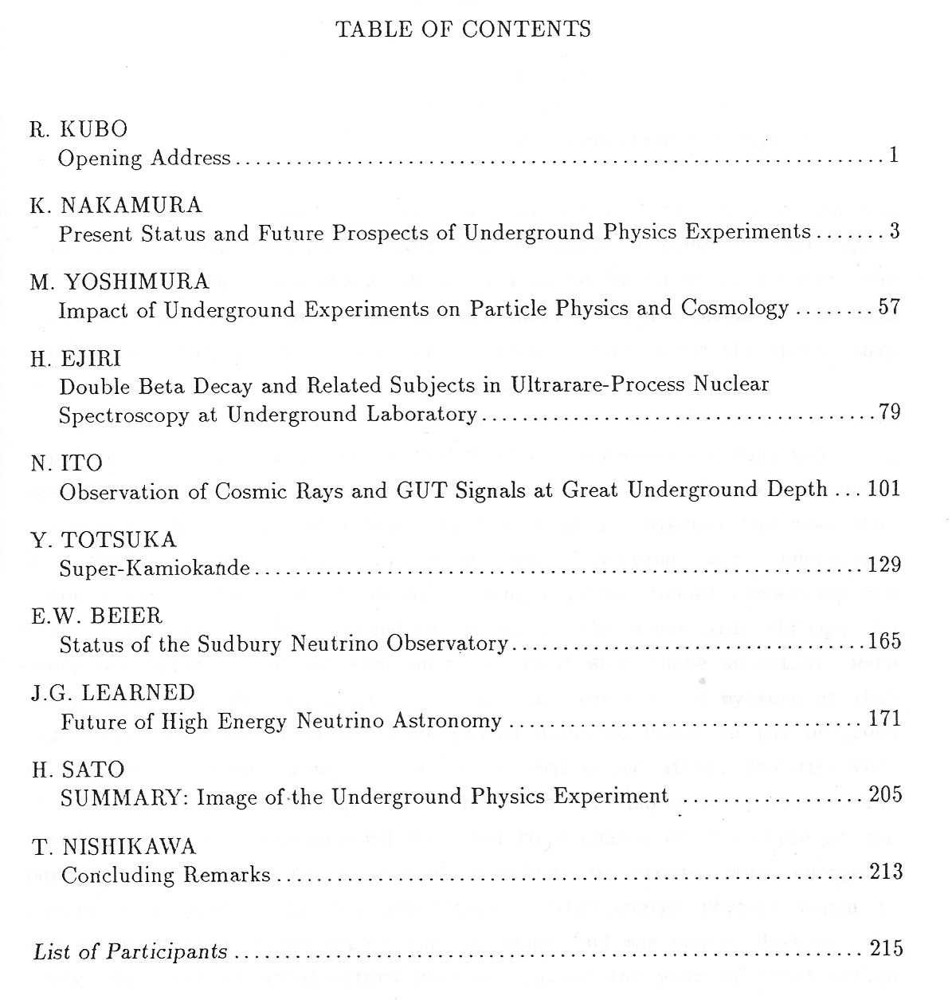 TABLE OF CONTENTS
R. KUBO
Opening Address ................................................................ 1
K. NAKAMURA
Present Status and Future Prospects of Underground Physics Experiments ....... 3
M. YOSHIMURA
Impact of Underground Experiments on Particle Physics and Cosmology ........ 57
H. EJIRI
Double Beta Decay and Related Subjects in Ultrarare-Process Nuclear
Spectroscopy at Underground Laboratory ....................................... 79
N. ITO
Observation of Cosmic Rays and GUT Signals at Great Underground Depth ... 101
Y. TOTSUKA
Super-Kamiokande ............................................................ 129
E.W. BEIER
Status of the Sudbury Neutrino Observatory ................................... 165
J.G. LEARNED
Future of High Energy Neutrino Astronomy ................................... 171
H. SATO
SUMMARY: Image of the Underground Physics Experiment .................. 205
T. NISHIKAWA
Concluding Remarks .......................................................... 213
List of Participants .............................................................. 215